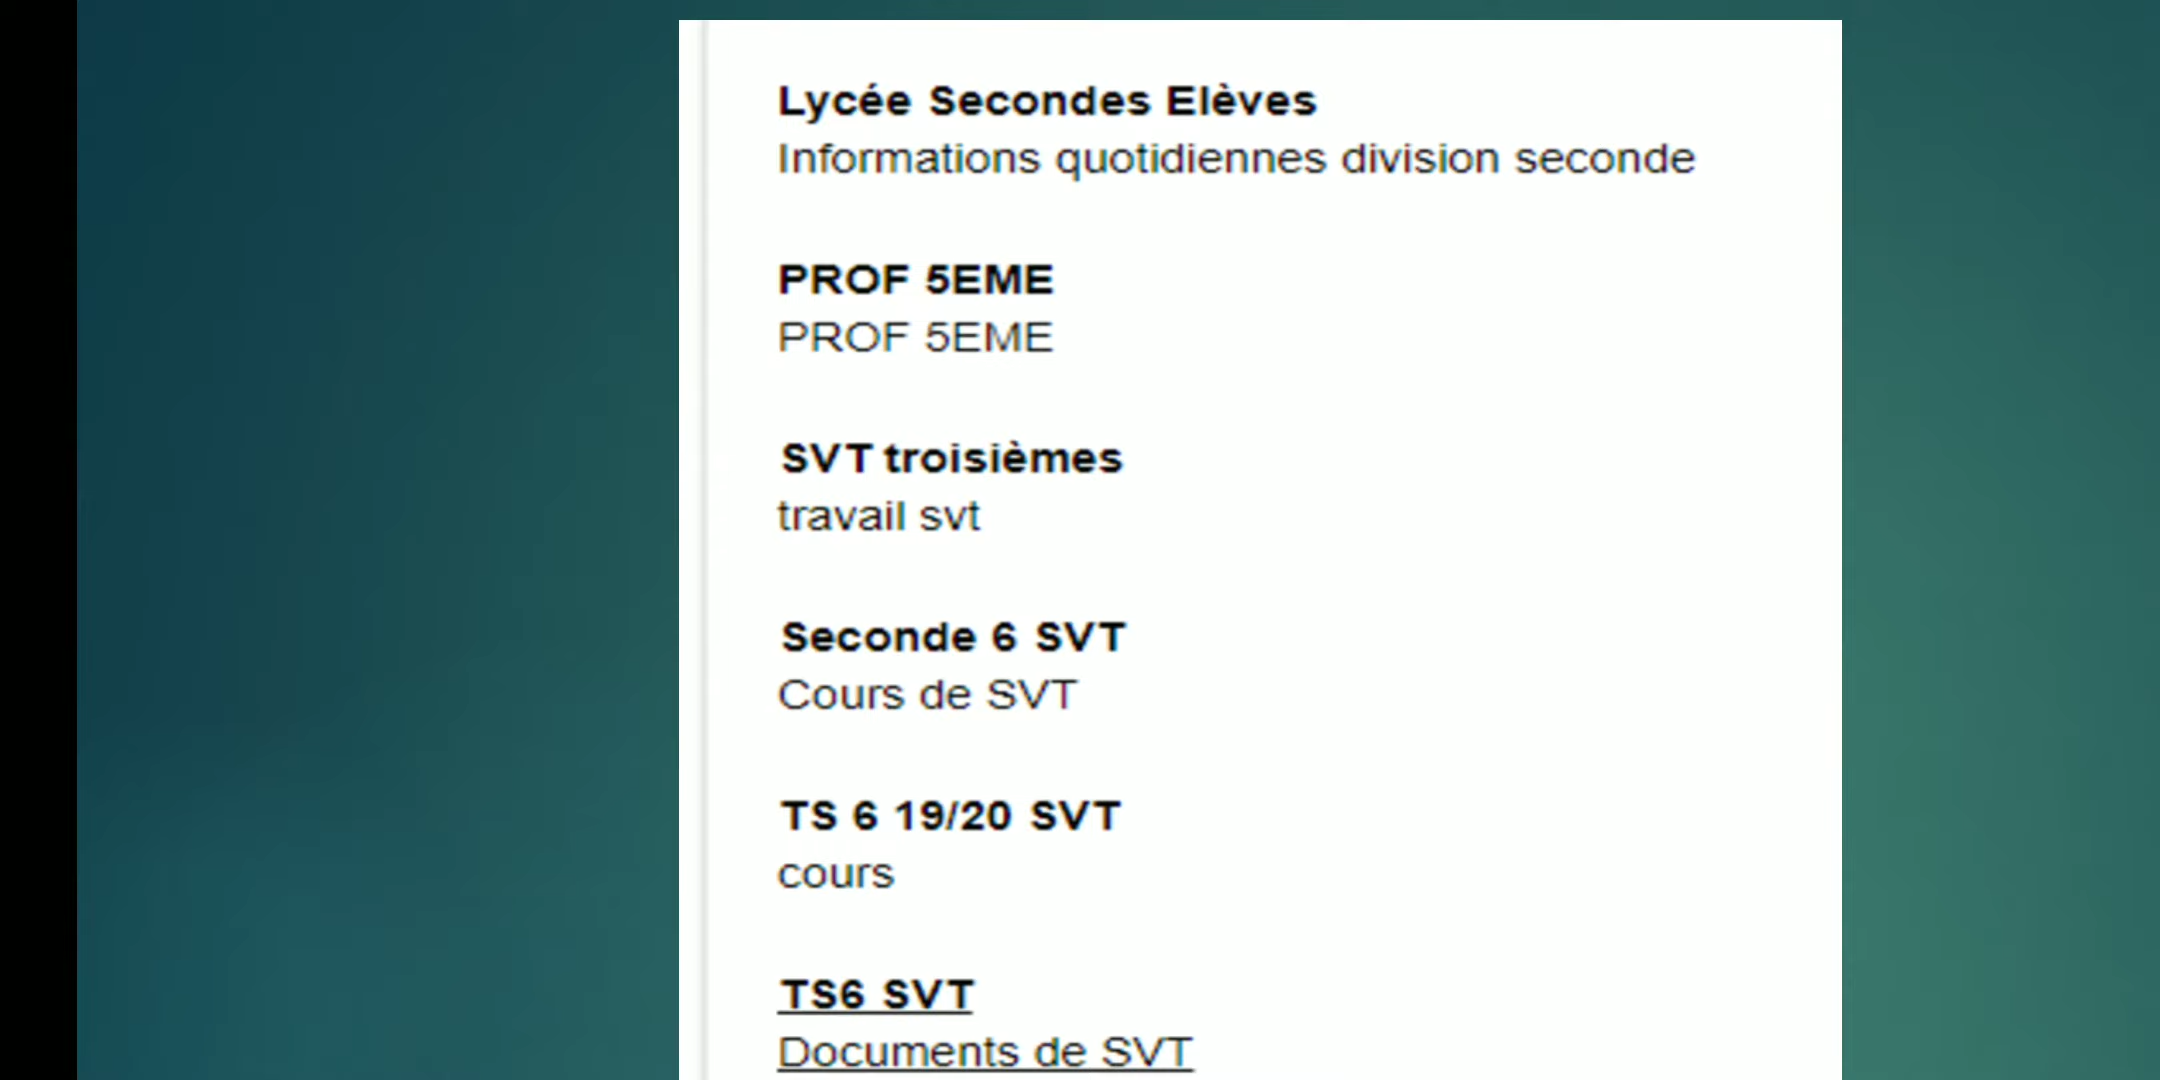 Lycée Secondes Elèves
Informations quotidiennes division seconde
PROF 5EME
PROF 5EME
SVT troisièmes
travail svt
Seconde 6 SVT
Cours de SVT
TS 6 19/20 SVT
cours
TS6 SVT
Documents de SVT